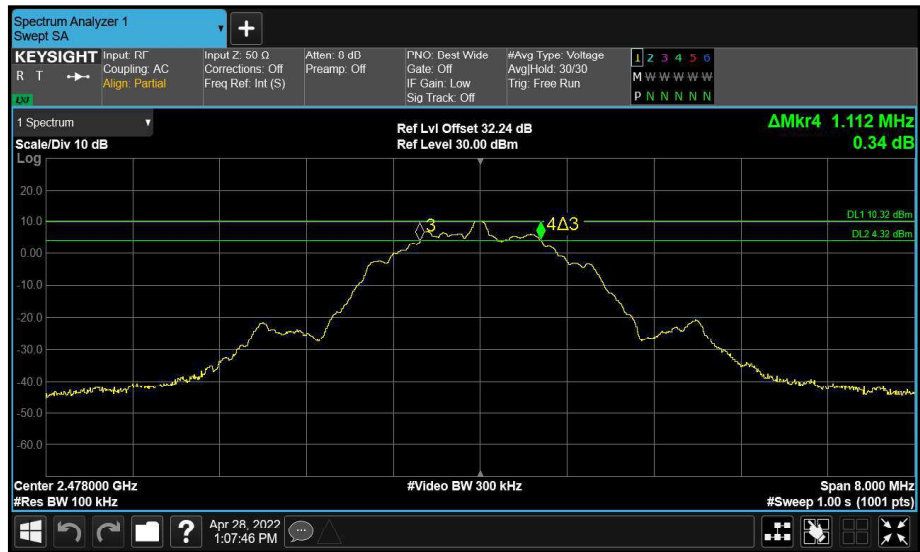 Spectrum Analyzer 1
Swept SA
KEYSIGHT
R T
LXI
Input: RF
Coupling: AC
Align: Partial
Input Z: 50 Ω
Corrections: Off
Freq Ref: Int (S)
Atten: 8 dB
Preamp: Off
PNO: Best Wide
Gate: Off
IF Gain: Low
Sig Track: Off
#Avg Type: Voltage
Avg|Hold: 30/30
Trig: Free Run
1 2 3 4 5 6
M W W W W W
P N N N N N
1 Spectrum
Scale/Div 10 dB
Log
Ref Lvl Offset 32.24 dB
Ref Level 30.00 dBm
ΔMkr4 1.112 MHz
0.34 dB
20.0
10.0
0.00
-10.0
-20.0
-30.0
-40.0
-50.0
-60.0
3
4Δ3
DL1 10.32 dBm
DL2 4.32 dBm
Center 2.478000 GHz
#Res BW 100 kHz
#Video BW 300 kHz
Span 8.000 MHz
#Sweep 1.00 s (1001 pts)
?
Apr 28, 2022
1:07:46 PM